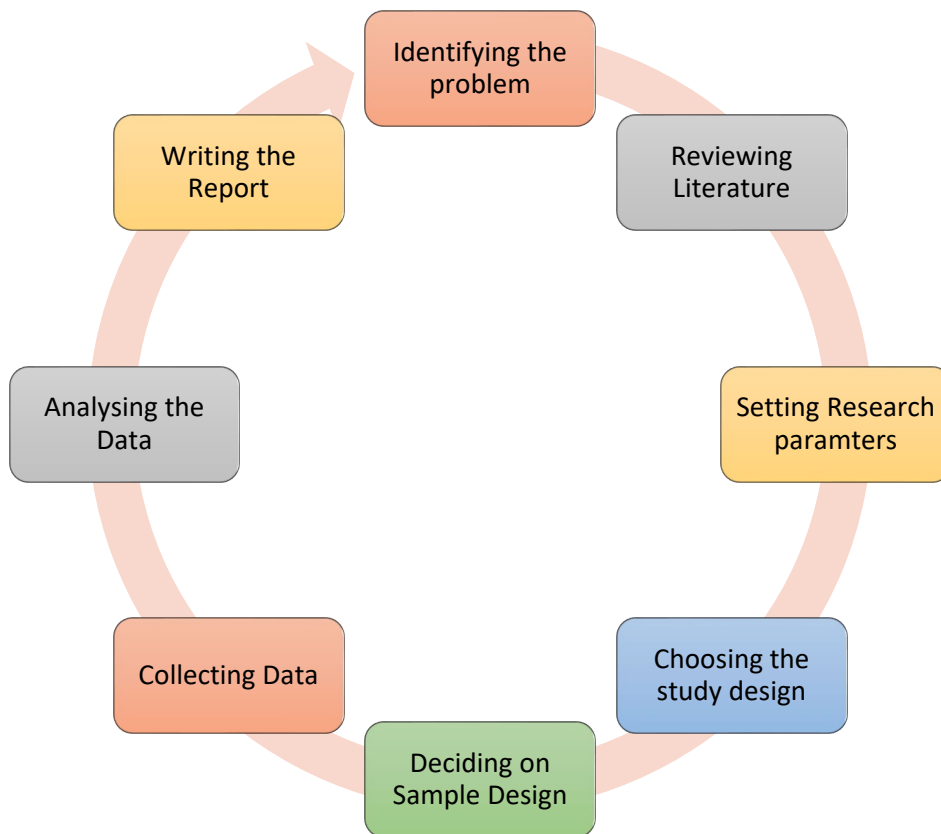 Identifying the
problem
Reviewing
Literature
Setting Research
paramters
Choosing the
study design
Deciding on
Sample Design
Collecting Data
Analysing the
Data
Writing the
Report